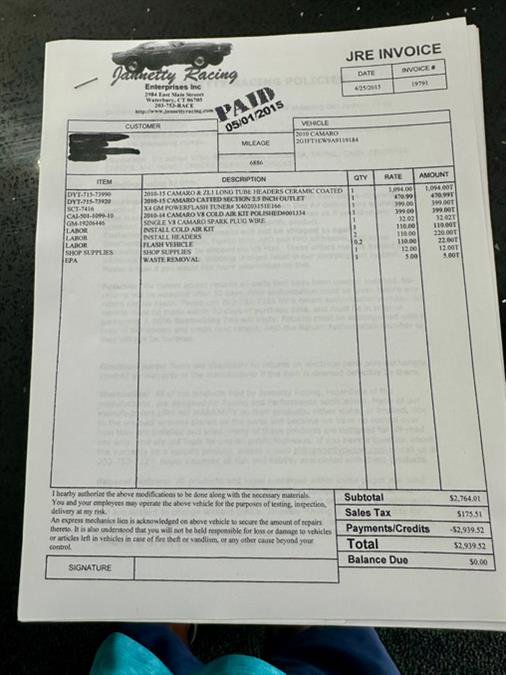 JRE INVOICE
Jannetty Racing
Enterprises Inc
2984 East Main Street
Waterbury, CT 06705
203-753-RACE
http://www.jannettyracing.com
PAID
05/01/2015
DATE INVOICE #
4/25/2015 19791
CUSTOMER
VEHICLE
2010 CAMARO
2G1FT1EW9A9119184
MILEAGE
6886
ITEM DESCRIPTION QTY RATE AMOUNT
DYT-715-73990 2010-15 CAMARO & ZL1 LONG TUBE HEADERS CERAMIC COATED 1 1,094.00 1,094.00T
DYT-715-73920 2010-15 CAMARO CATTED SECTION 2.5 INCH OUTLET 1 470.99 470.99T
SCT-7416 X4 GM POWERFLASH TUNER# 1 399.00 399.00T
CAI-501-1099-10 2010-14 CAMARO V8 COLD AIR KIT POLISHED#001334 1 399.00 399.00T
GM-19206446 SINGLE V8 CAMARO SPARK PLUG WIRE 1 32.02 32.02T
LABOR INSTALL COLD AIR KIT 1 110.00 110.00T
LABOR INSTALL HEADERS 2 110.00 220.00T
LABOR FLASH VEHICLE 0.2 110.00 22.00T
SHOP SUPPLIES SHOP SUPPLIES 1 12.00 12.00T
EPA WASTE REMOVAL 1 5.00 5.00T
I hearby authorize the above modifications to be done along with the necessary materials.
You and your employees may operate the above vehicle for the purposes of testing, inspection,
delivery at my risk.
An express mechanics lien is acknowledged on above vehicle to secure the amount of repairs
thereto. It is also understood that you will not be held responsible for loss or damage to vehicles
or articles left in vehicles in case of fire theft or vandlism, or any other cause beyond your
control.
SIGNATURE
Subtotal $2,764.01
Sales Tax $175.51
Payments/Credits -$2,939.52
Total $2,939.52
Balance Due $0.00